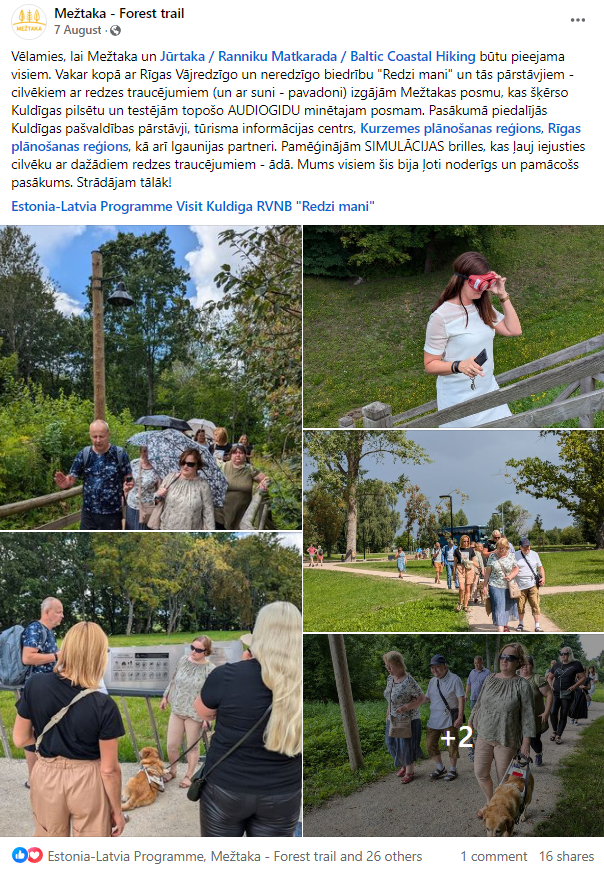 Mežtaka - Forest trail
7 August
Vēlamies, lai Mežtaka un Jūrtaka / Ranniku Matkarada / Baltic Coastal Hiking būtu pieejama
visiem. Vakar kopā ar Rīgas Vājredzīgo un neredzīgo biedrību "Redzi mani" un tās pārstāvjiem -
cilvēkiem ar redzes traucējumiem (un ar suni - pavadoni) izgājām Mežtakas posmu, kas šķērso
Kuldīgas pilsētu un testējām topošo AUDIOGIDU minētajam posmam. Pasākumā piedalījās
Kuldīgas pašvaldības pārstāvji, tūrisma informācijas centrs, Kurzemes plānošanas reģions, Rīgas
plānošanas reģions, kā arī Igaunijas partneri. Pamēģinājām SIMULĀCIJAS brilles, kas ļauj iejusties
cilvēku ar dažādiem redzes traucējumiem - ādā. Mums visiem šis bija ļoti noderīgs un pamācošs
pasākums. Strādājam tālāk!
Estonia-Latvia Programme Visit Kuldiga RVNB "Redzi mani"
+2
Estonia-Latvia Programme, Mežtaka - Forest trail and 26 others
1 comment 16 shares